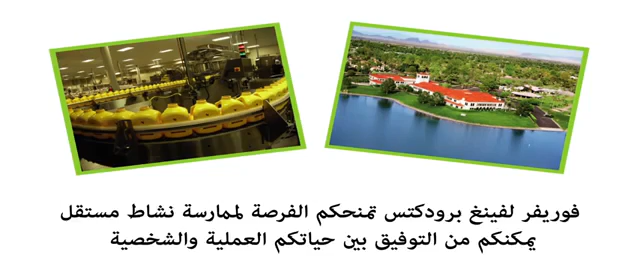 فوريفر لفينغ برودكتس تمنحكم الفرصة لممارسة نشاط مستقل
يمكنكم من التوفيق بين حياتكم العملية والشخصية